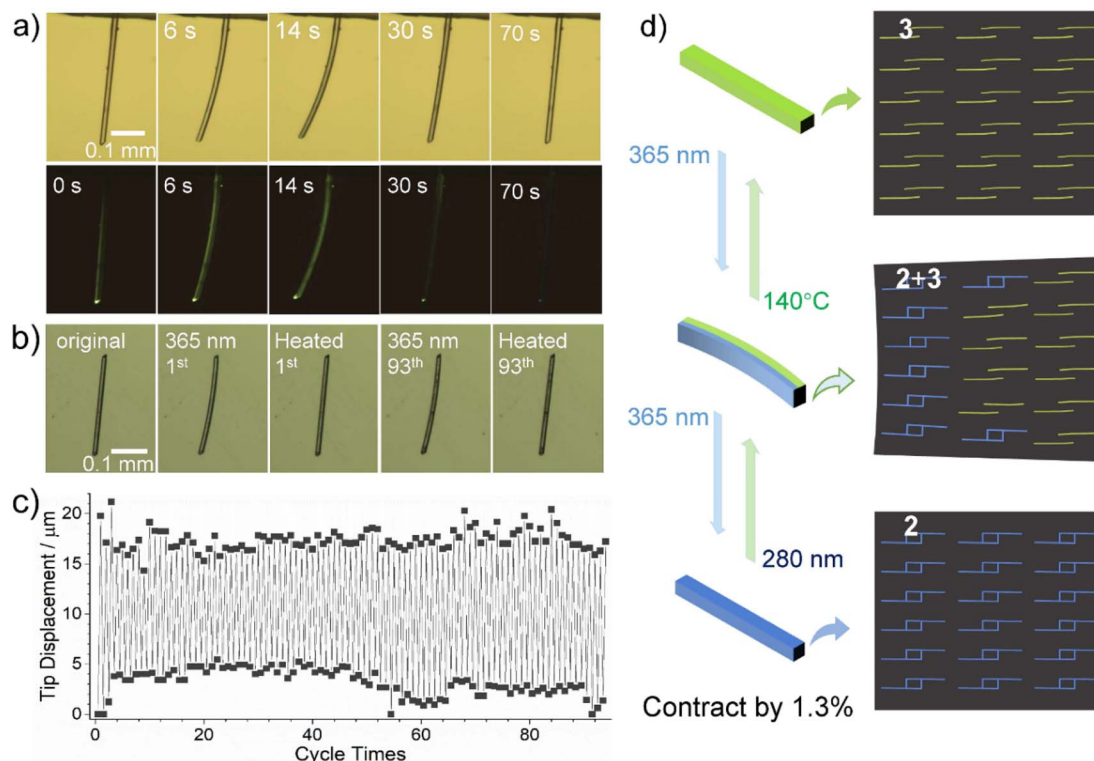 a)
6 s
14 s
30 s
70 s
0.1 mm
0 s
6 s
14 s
30 s
70 s
b)
original
365 nm
1st
Heated
1st
365 nm
93th
Heated
93th
0.1 mm
c)
Tip Displacement / μm
20
15
10
5
0
0
20
40
60
80
Cycle Times
d)
3
365 nm
140°C
2+3
365 nm
280 nm
2
Contract by 1.3%